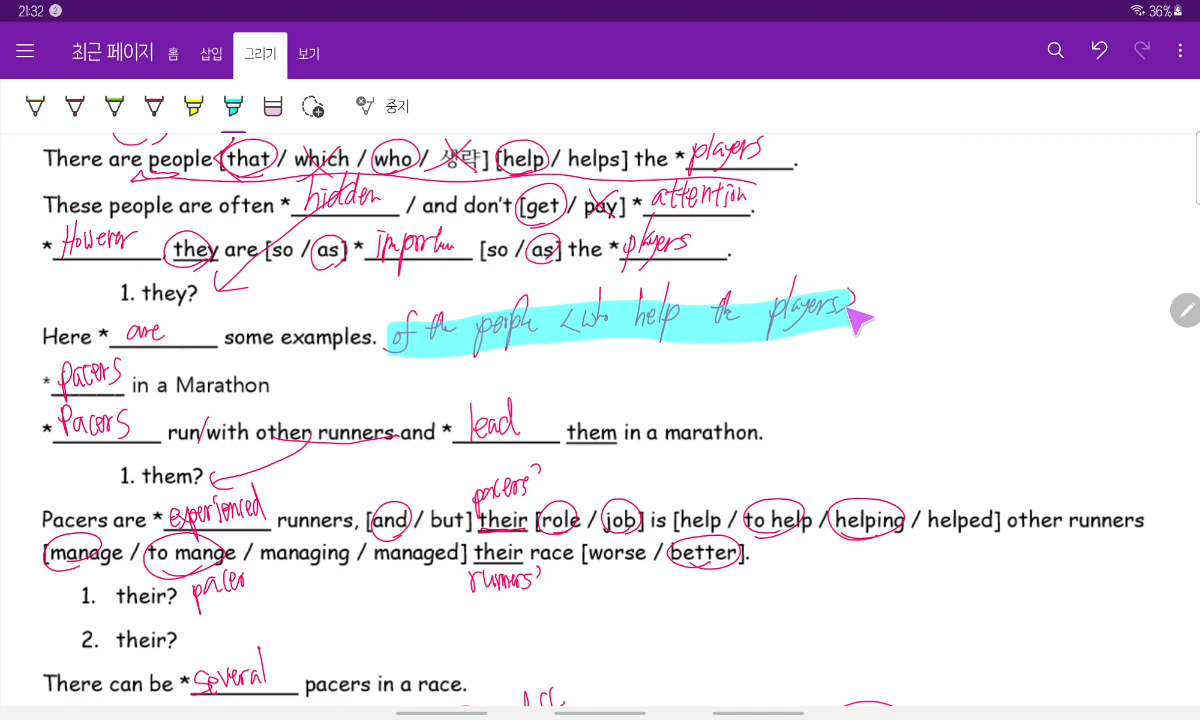 21:32 2 36%
최근 페이지 홈 삽입 그리기 보기
중지
There are people [that / which / who / 생략] [help / helps] the * players.
These people are often * hidden / and don't [get / pay] * attention.
* However they are [so / as] * importan [so / as] the * players.
1. they?
Here * are some examples. of the people <who help the players>
* pacers in a Marathon
* Pacers run/with other runners and * lead them in a marathon.
1. them?
pacers'
Pacers are * experienced runners, [and / but] their [role / job] is [help / to help / helping / helped] other runners
[manage / to mange / managing / managed] their race [worse / better].
runners'
1. their? pacer
2. their?
There can be * several pacers in a race.